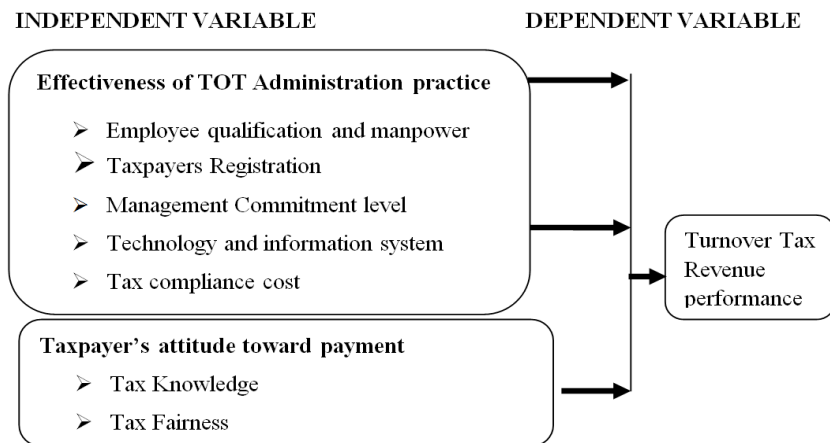 INDEPENDENT VARIABLE
DEPENDENT VARIABLE
Effectiveness of TOT Administration practice
➤ Employee qualification and manpower
➤ Taxpayers Registration
➤ Management Commitment level
➤ Technology and information system
➤ Tax compliance cost
Taxpayer’s attitude toward payment
➤ Tax Knowledge
➤ Tax Fairness
Turnover Tax
Revenue
performance